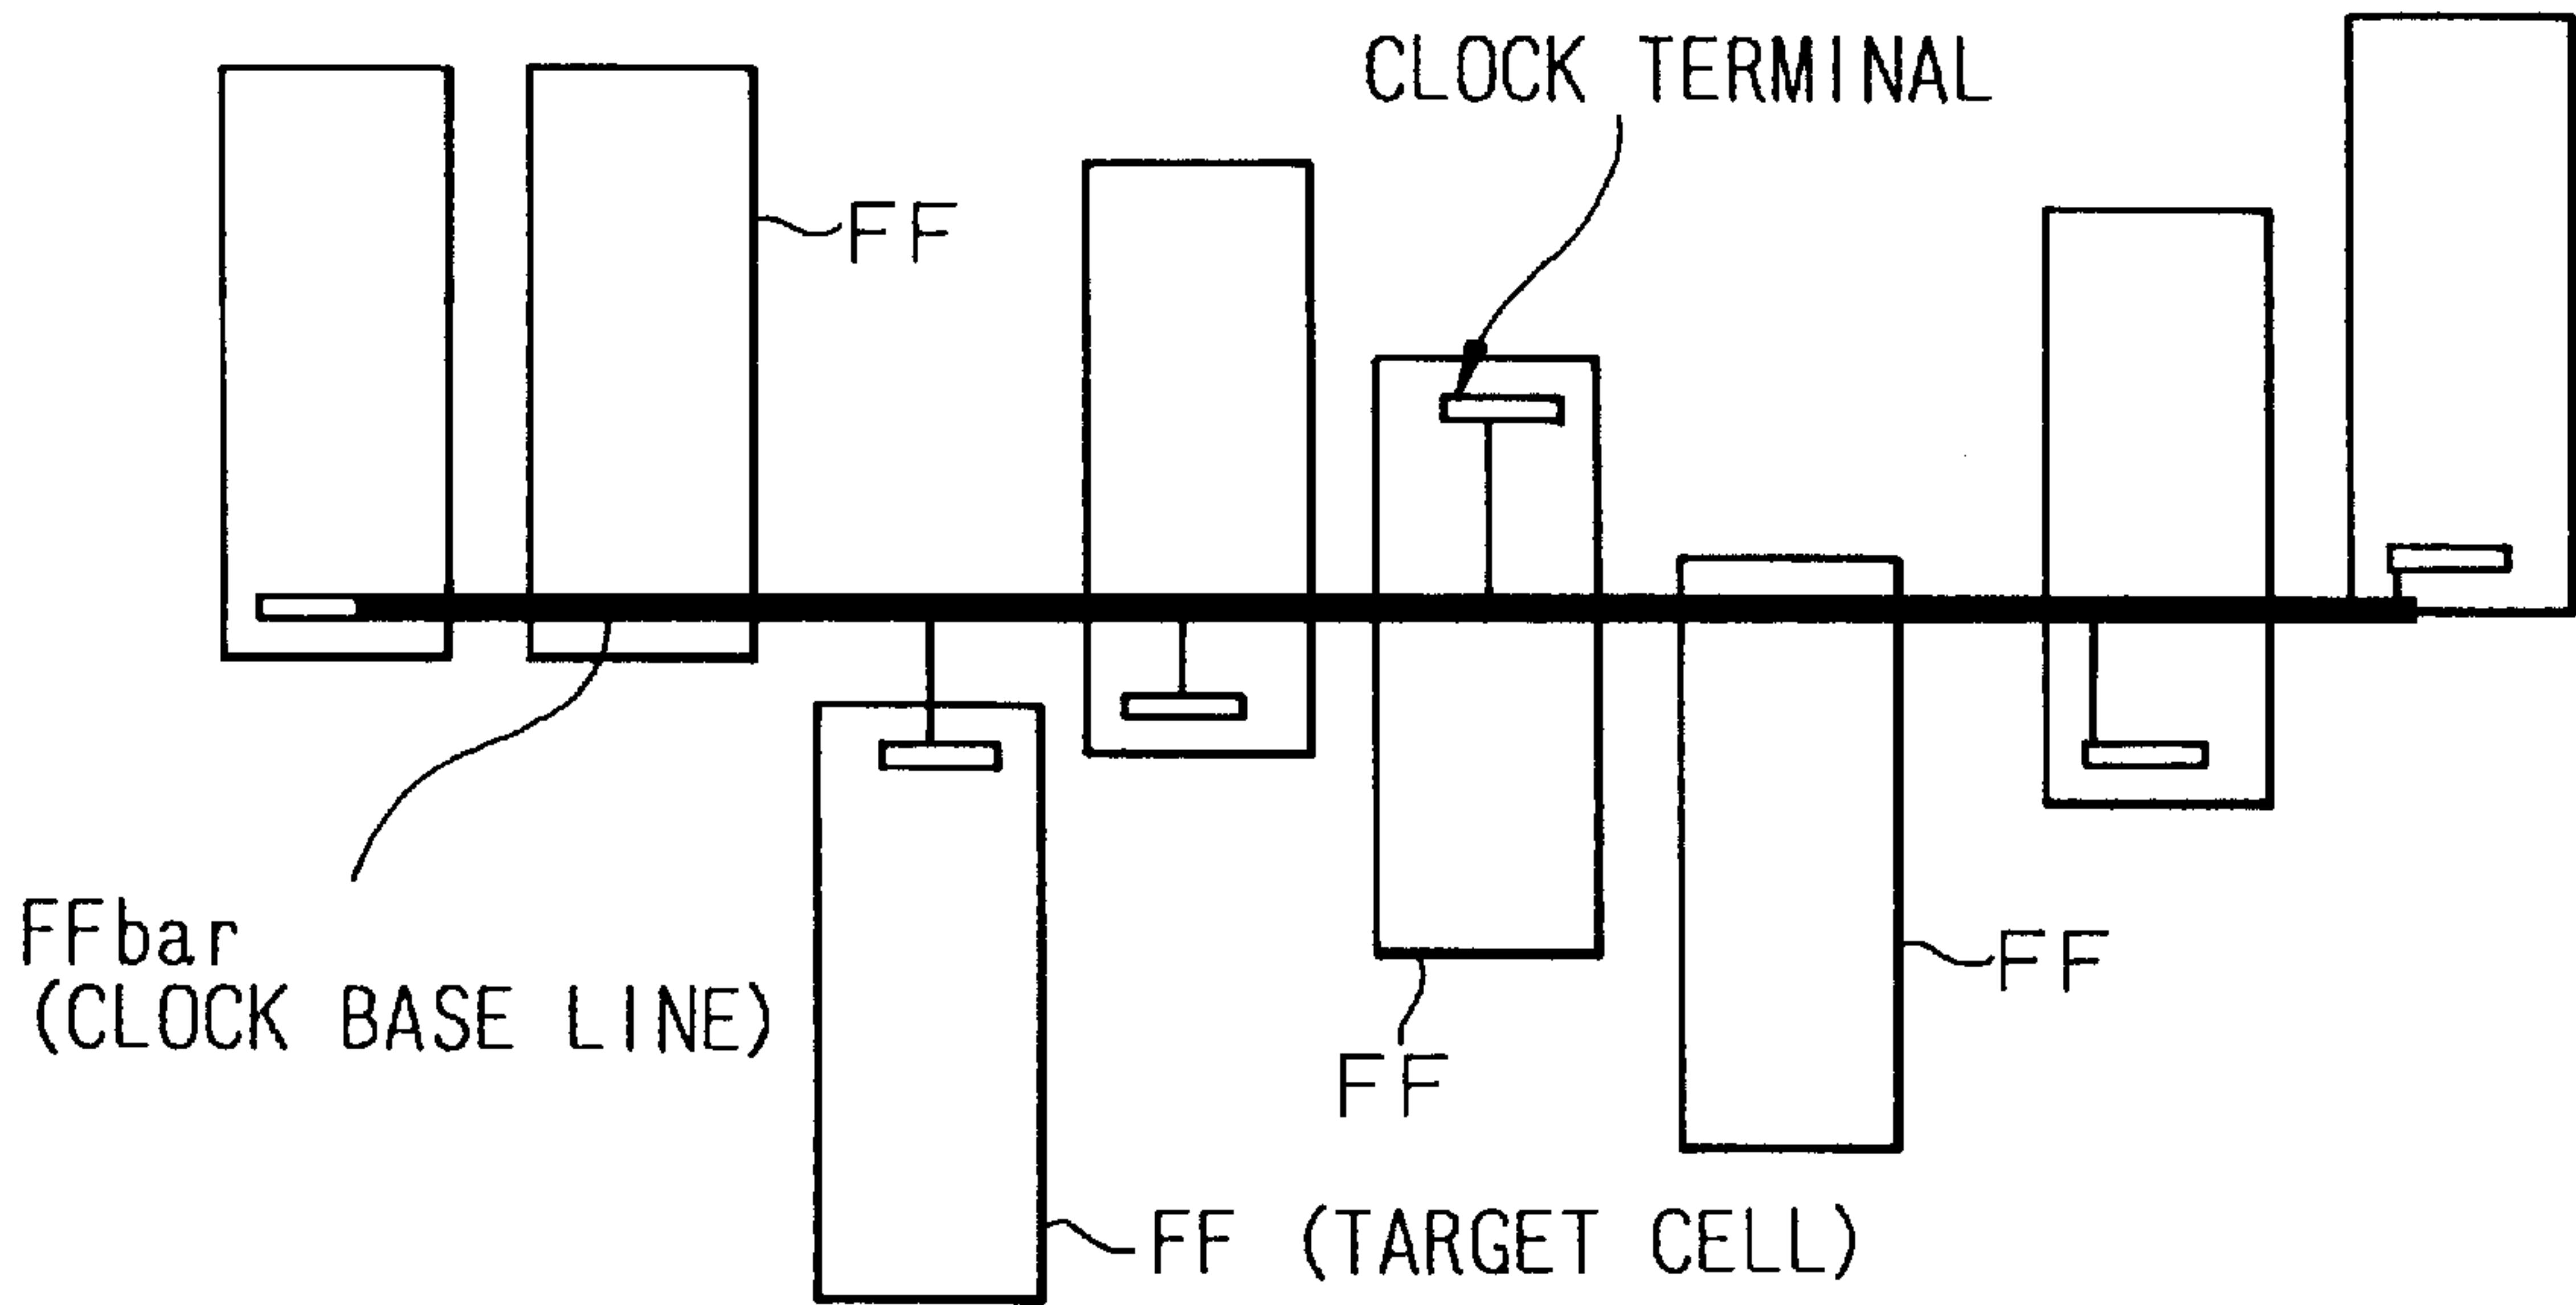 CLOCK TERMINAL
FF
FFbar
(CLOCK BASE LINE)
FF
FF
FF (TARGET CELL)